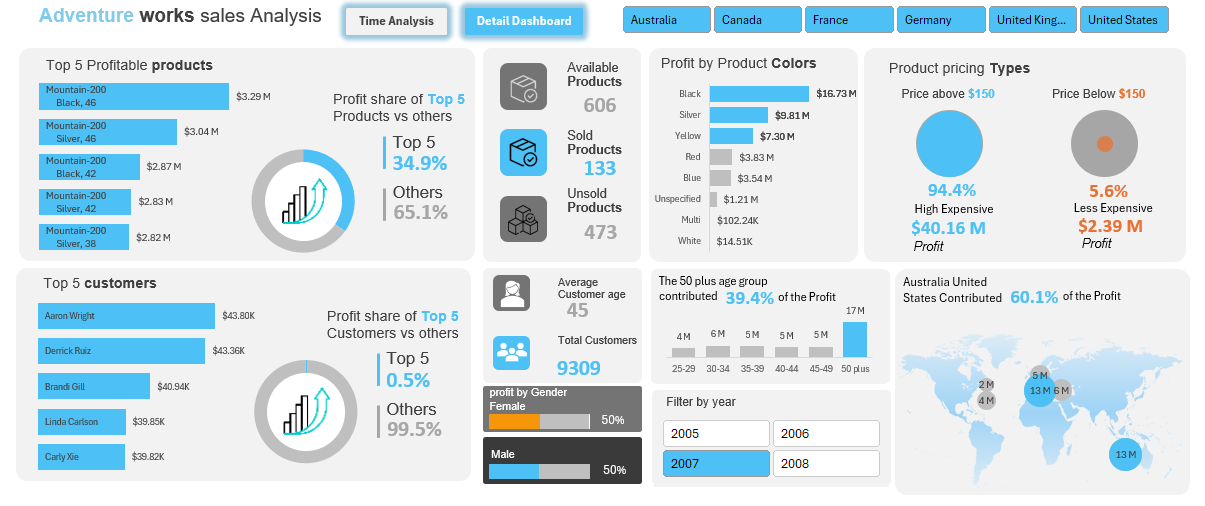 Adventure works sales Analysis
Time Analysis
Detail Dashboard
Australia
Canada
France
Germany
United King...
United States
Top 5 Profitable products
Mountain-200
Black, 46
$3.29 M
Mountain-200
Silver, 46
$3.04 M
Mountain-200
Black, 42
$2.87 M
Mountain-200
Silver, 42
$2.83 M
Mountain-200
Silver, 38
$2.82 M
Profit share of Top 5
Products vs others
Top 5
34.9%
Others
65.1%
Available
Products
606
Sold
Products
133
Unsold
Products
473
Profit by Product Colors
Black
$16.73 M
Silver
$9.81 M
Yellow
$7.30 M
Red
$3.83 M
Blue
$3.54 M
Unspecified
$1.21 M
Multi
$102.24K
White
$14.51K
Product pricing Types
Price above $150
94.4%
High Expensive
$40.16 M
Profit
Price Below $150
5.6%
Less Expensive
$2.39 M
Profit
Top 5 customers
Aaron Wright
$43.80K
Derrick Ruiz
$43.36K
Brandi Gill
$40.94K
Linda Carlson
$39.85K
Carly Xie
$39.82K
Profit share of Top 5
Customers vs others
Top 5
0.5%
Others
99.5%
Average
Customer age
45
Total Customers
9309
profit by Gender
Female
50%
Male
50%
The 50 plus age group
contributed 39.4% of the Profit
4 M
6 M
5 M
5 M
5 M
17 M
25-29
30-34
35-39
40-44
45-49
50 plus
Filter by year
2005
2006
2007
2008
Australia United
States Contributed 60.1% of the Profit
2 M
4 M
5 M
13 M
6 M
13 M